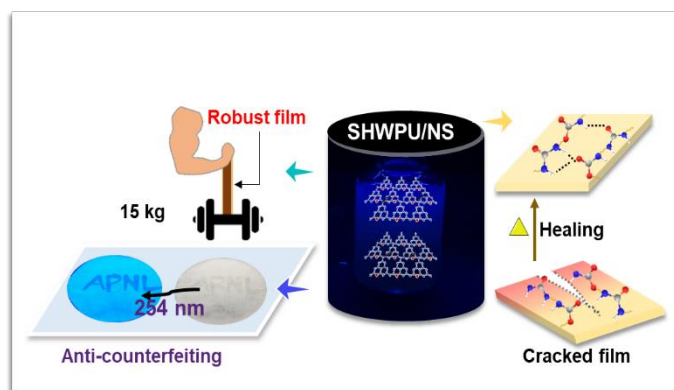 Robust film
SHWPU/NS
15 kg
Healing
APNL
APNL
254 nm
Anti-counterfeiting
Cracked film